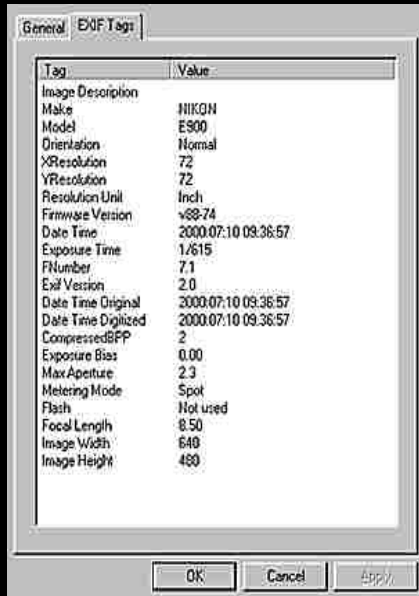 General EXIF Tags
Tag Value
Image Description
Make NIKON
Model E900
Orientation Normal
XResolution 72
YResolution 72
Resolution Unit Inch
Firmware Version v88-74
Date Time 2000:07:10 09:36:57
Exposure Time 1/615
FNumber 7.1
Exif Version 2.0
Date Time Original 2000:07:10 09:36:57
Date Time Digitized 2000:07:10 09:36:57
CompressedBPP 2
Exposure Bias 0.00
Max Aperture 2.3
Metering Mode Spot
Flash Not used
Focal Length 8.50
Image Width 640
Image Height 480
OK Cancel Apply